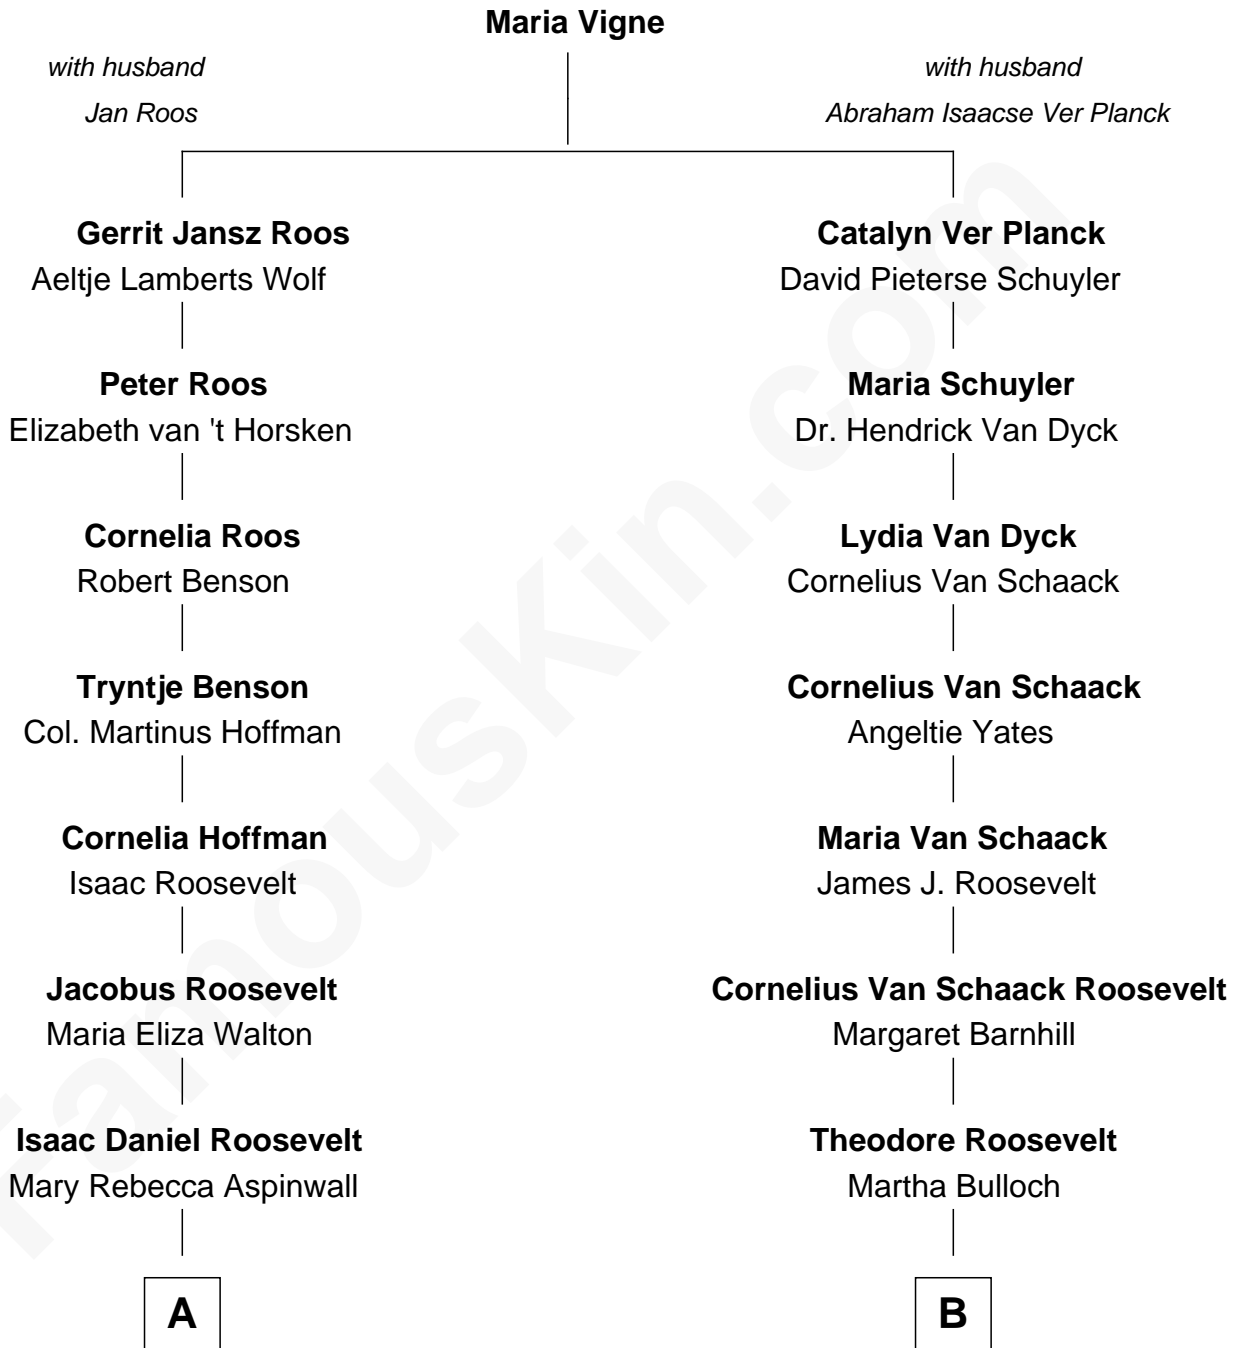 Maria Vigne
with husband
Jan Roos
with husband
Abraham Isaacse Ver Planck
Gerrit Jansz Roos
Aeltje Lamberts Wolf
Catalyn Ver Planck
David Pieterse Schuyler
Peter Roos
Elizabeth van 't Horsken
Maria Schuyler
Dr. Hendrick Van Dyck
Cornelia Roos
Robert Benson
Lydia Van Dyck
Cornelius Van Schaack
Tryntje Benson
Col. Martinus Hoffman
Cornelius Van Schaack
Angeltie Yates
Cornelia Hoffman
Isaac Roosevelt
Maria Van Schaack
James J. Roosevelt
Jacobus Roosevelt
Maria Eliza Walton
Cornelius Van Schaack Roosevelt
Margaret Barnhill
Isaac Daniel Roosevelt
Mary Rebecca Aspinwall
Theodore Roosevelt
Martha Bulloch
A
B
FamousKin.com